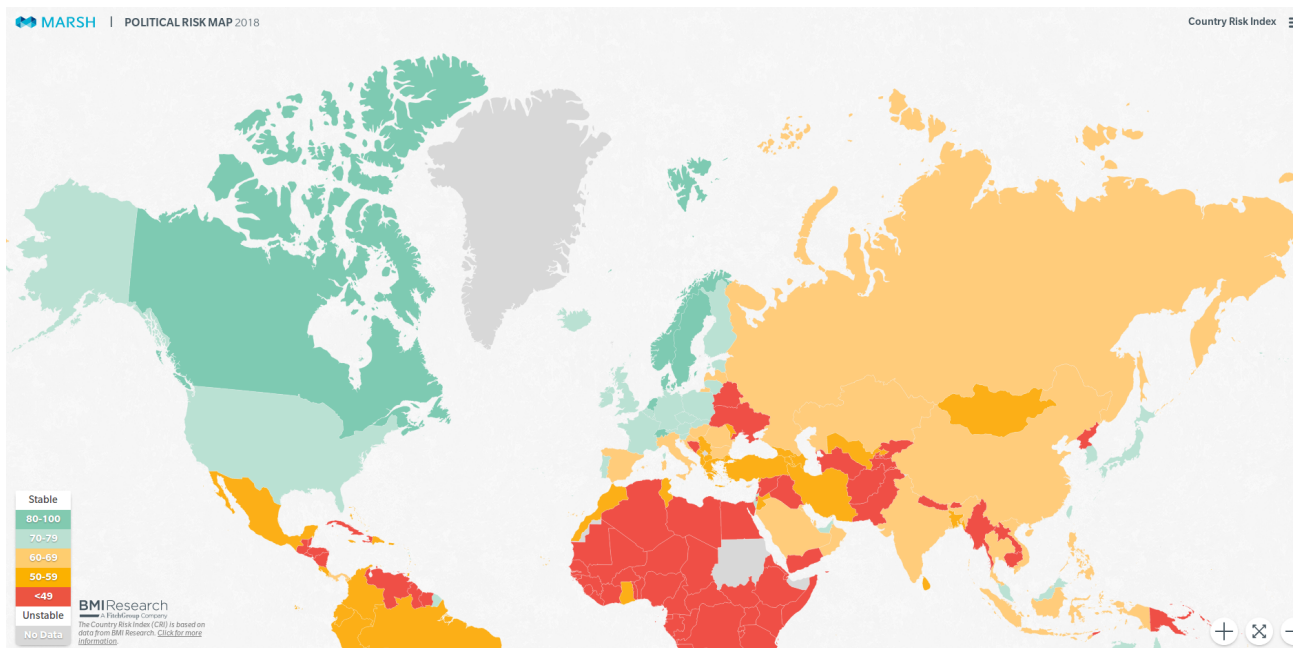 MARSH | POLITICAL RISK MAP 2018
Country Risk Index
Stable
80-100
70-79
60-69
50-59
<49
Unstable
No Data
BMIResearch
A FitchGroup Company
The Country Risk Index (CRI) is based on
data from BMI Research. Click for more
information.